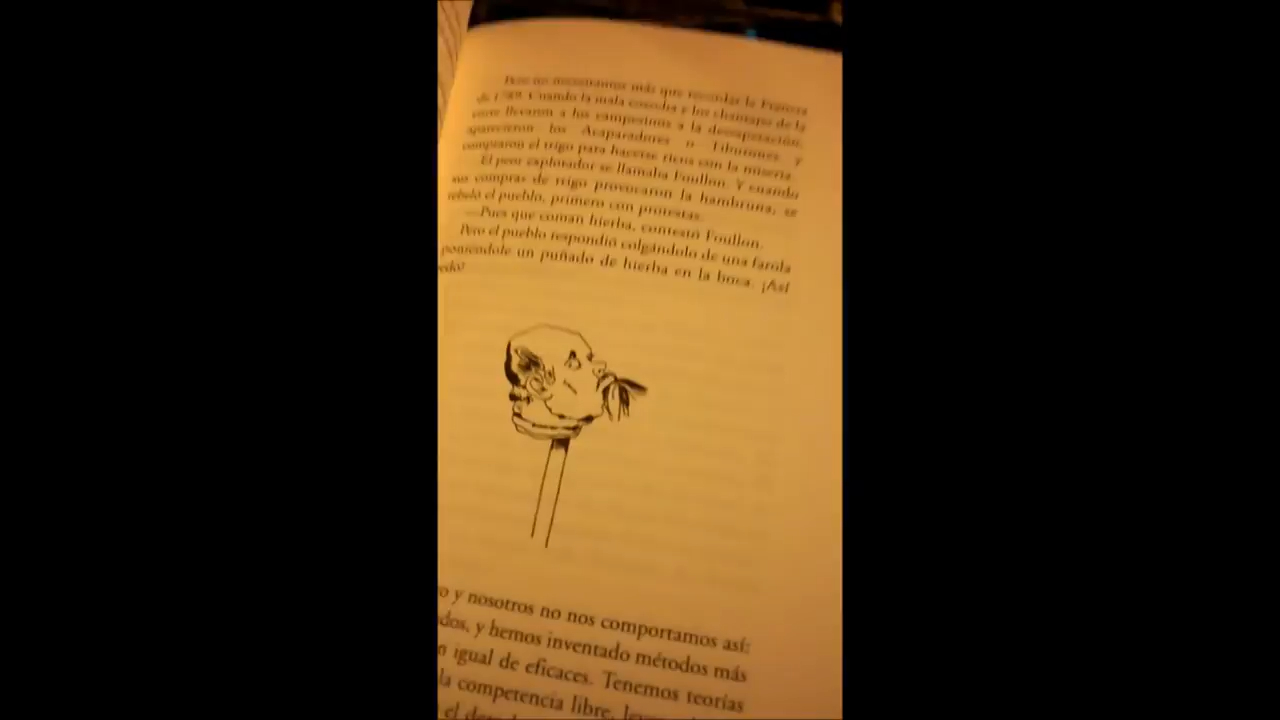 Pero no necesitamos más que recordar la Francia
de 1789. Cuando la mala cosecha y los chantajes de la
corte llevaron a los campesinos a la desesperación,
aparecieron los Acaparadores o Tiburones y
compraron el trigo para hacerse ricos con la miseria.
El peor explotador se llamaba Foullon. Y cuando
sus compras de trigo provocaron la hambruna, se
rebeló el pueblo, primero con protestas.
—Pues que coman hierba, contestó Foullon.
Pero el pueblo respondió colgándolo de una farola
poniéndole un puñado de hierba en la boca. ¡Así
edo!
o y nosotros no nos comportamos así:
dos, y hemos inventado métodos más
n igual de eficaces. Tenemos teorías
la competencia libre,